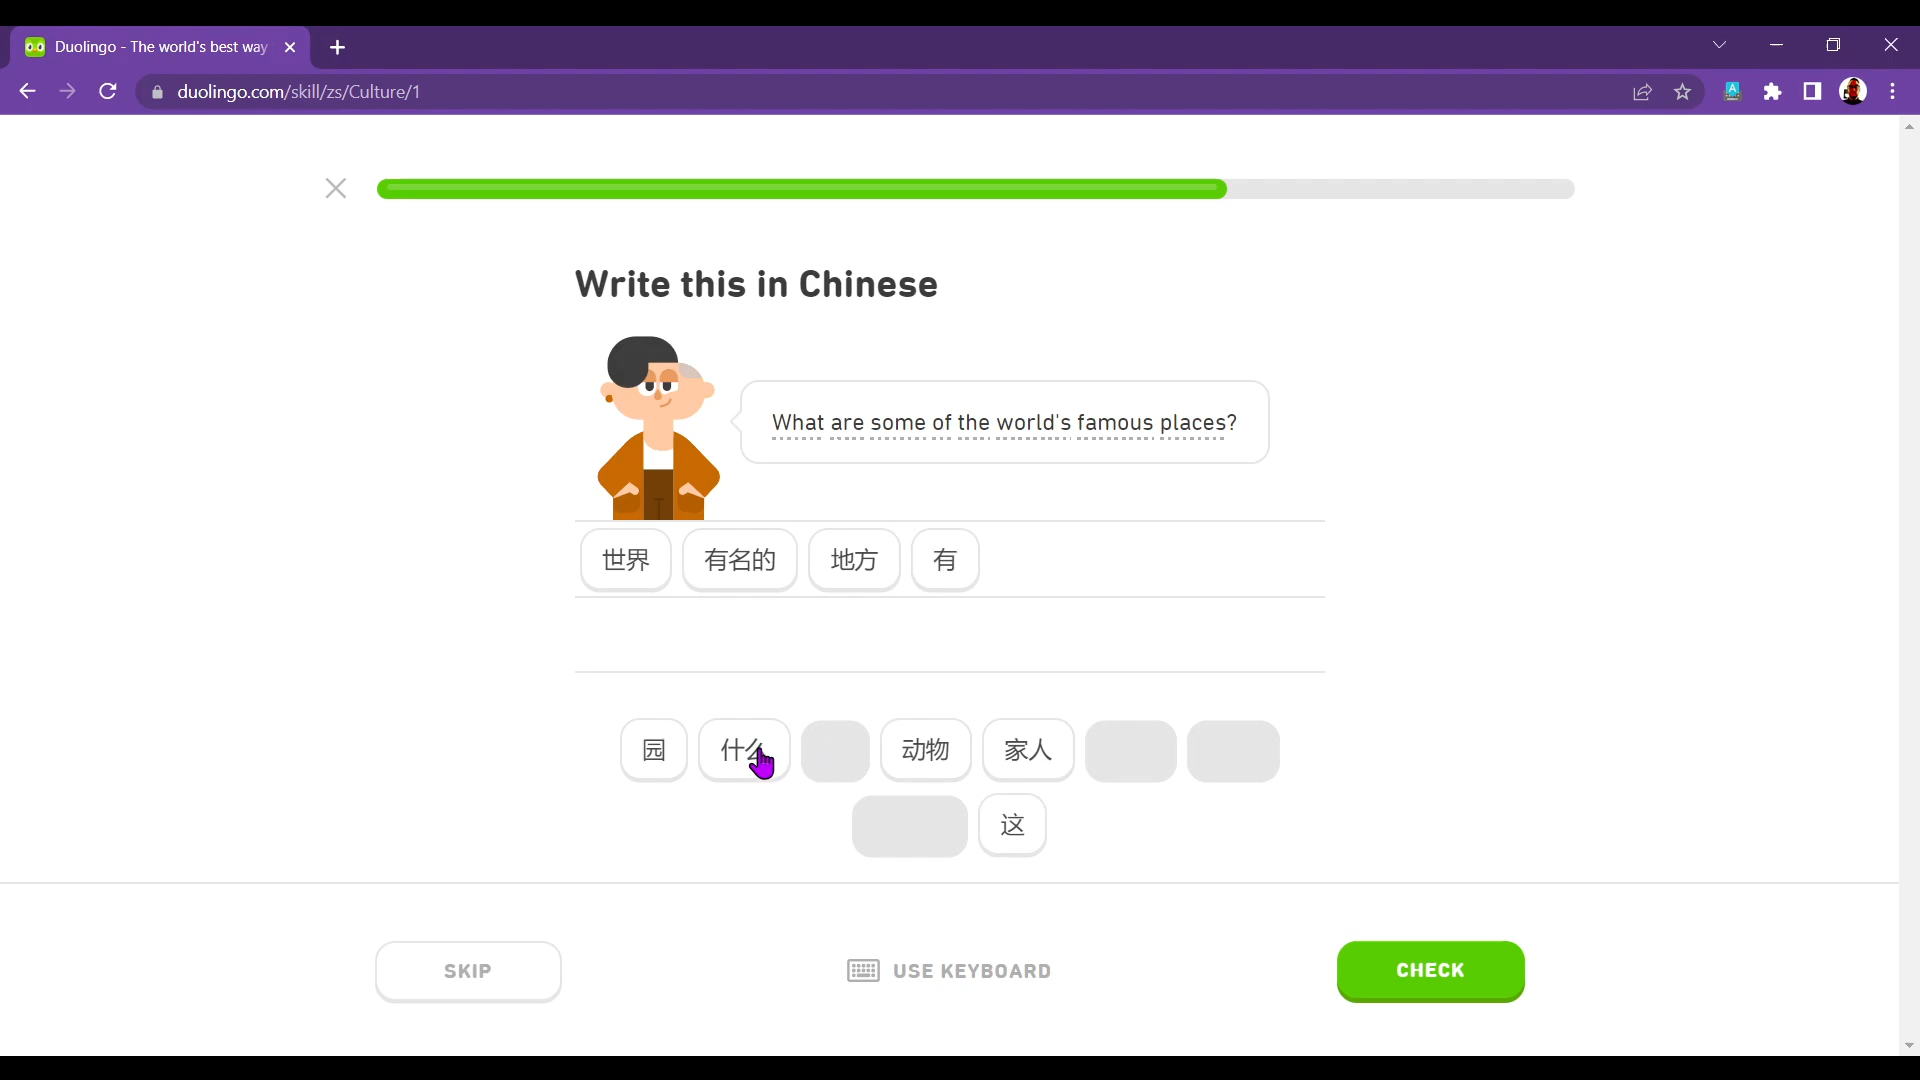 Duolingo - The world's best way
duolingo.com/skill/zs/Culture/1
Write this in Chinese
What are some of the world's famous places?
世界 有名的 地方 有
园 什么 动物 家人
这
SKIP USE KEYBOARD CHECK